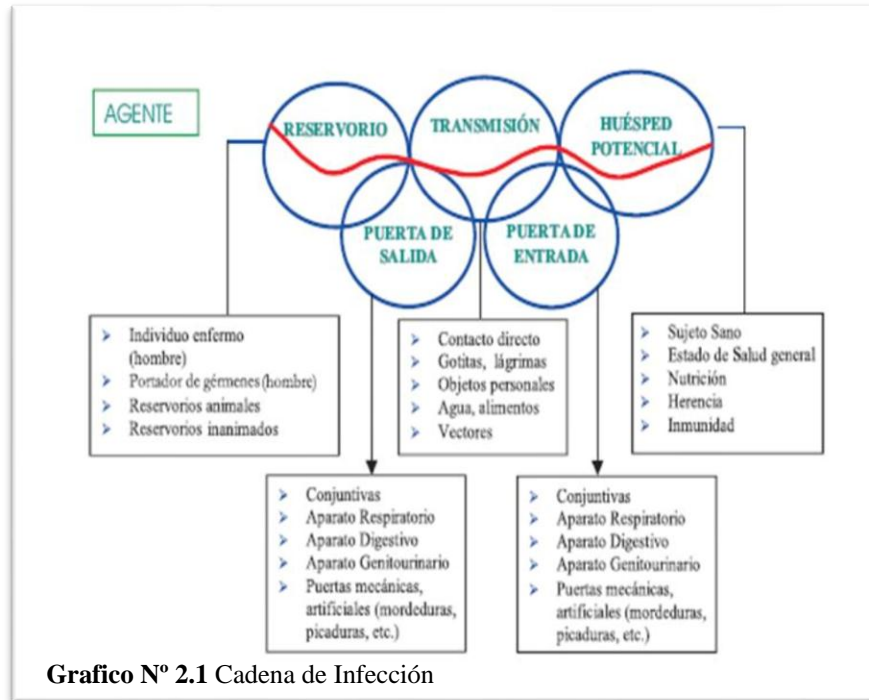 AGENTE
RESERVORIO
TRANSMISIÓN
HUÉSPED
POTENCIAL
PUERTA DE
SALIDA
PUERTA DE
ENTRADA
Individuo enfermo
(hombre)
Portador de gérmenes (hombre)
Reservorios animales
Reservorios inanimados
Contacto directo
Gotitas, lágrimas
Objetos personales
Agua, alimentos
Vectores
Sujeto Sano
Estado de Salud general
Nutrición
Herencia
Inmunidad
Conjuntivas
Aparato Respiratorio
Aparato Digestivo
Aparato Genitourinario
Puertas mecánicas,
artificiales (mordeduras,
picaduras, etc.)
Conjuntivas
Aparato Respiratorio
Aparato Digestivo
Aparato Genitourinario
Puertas mecánicas,
artificiales (mordeduras,
picaduras, etc.)
Grafico Nº 2.1 Cadena de Infección